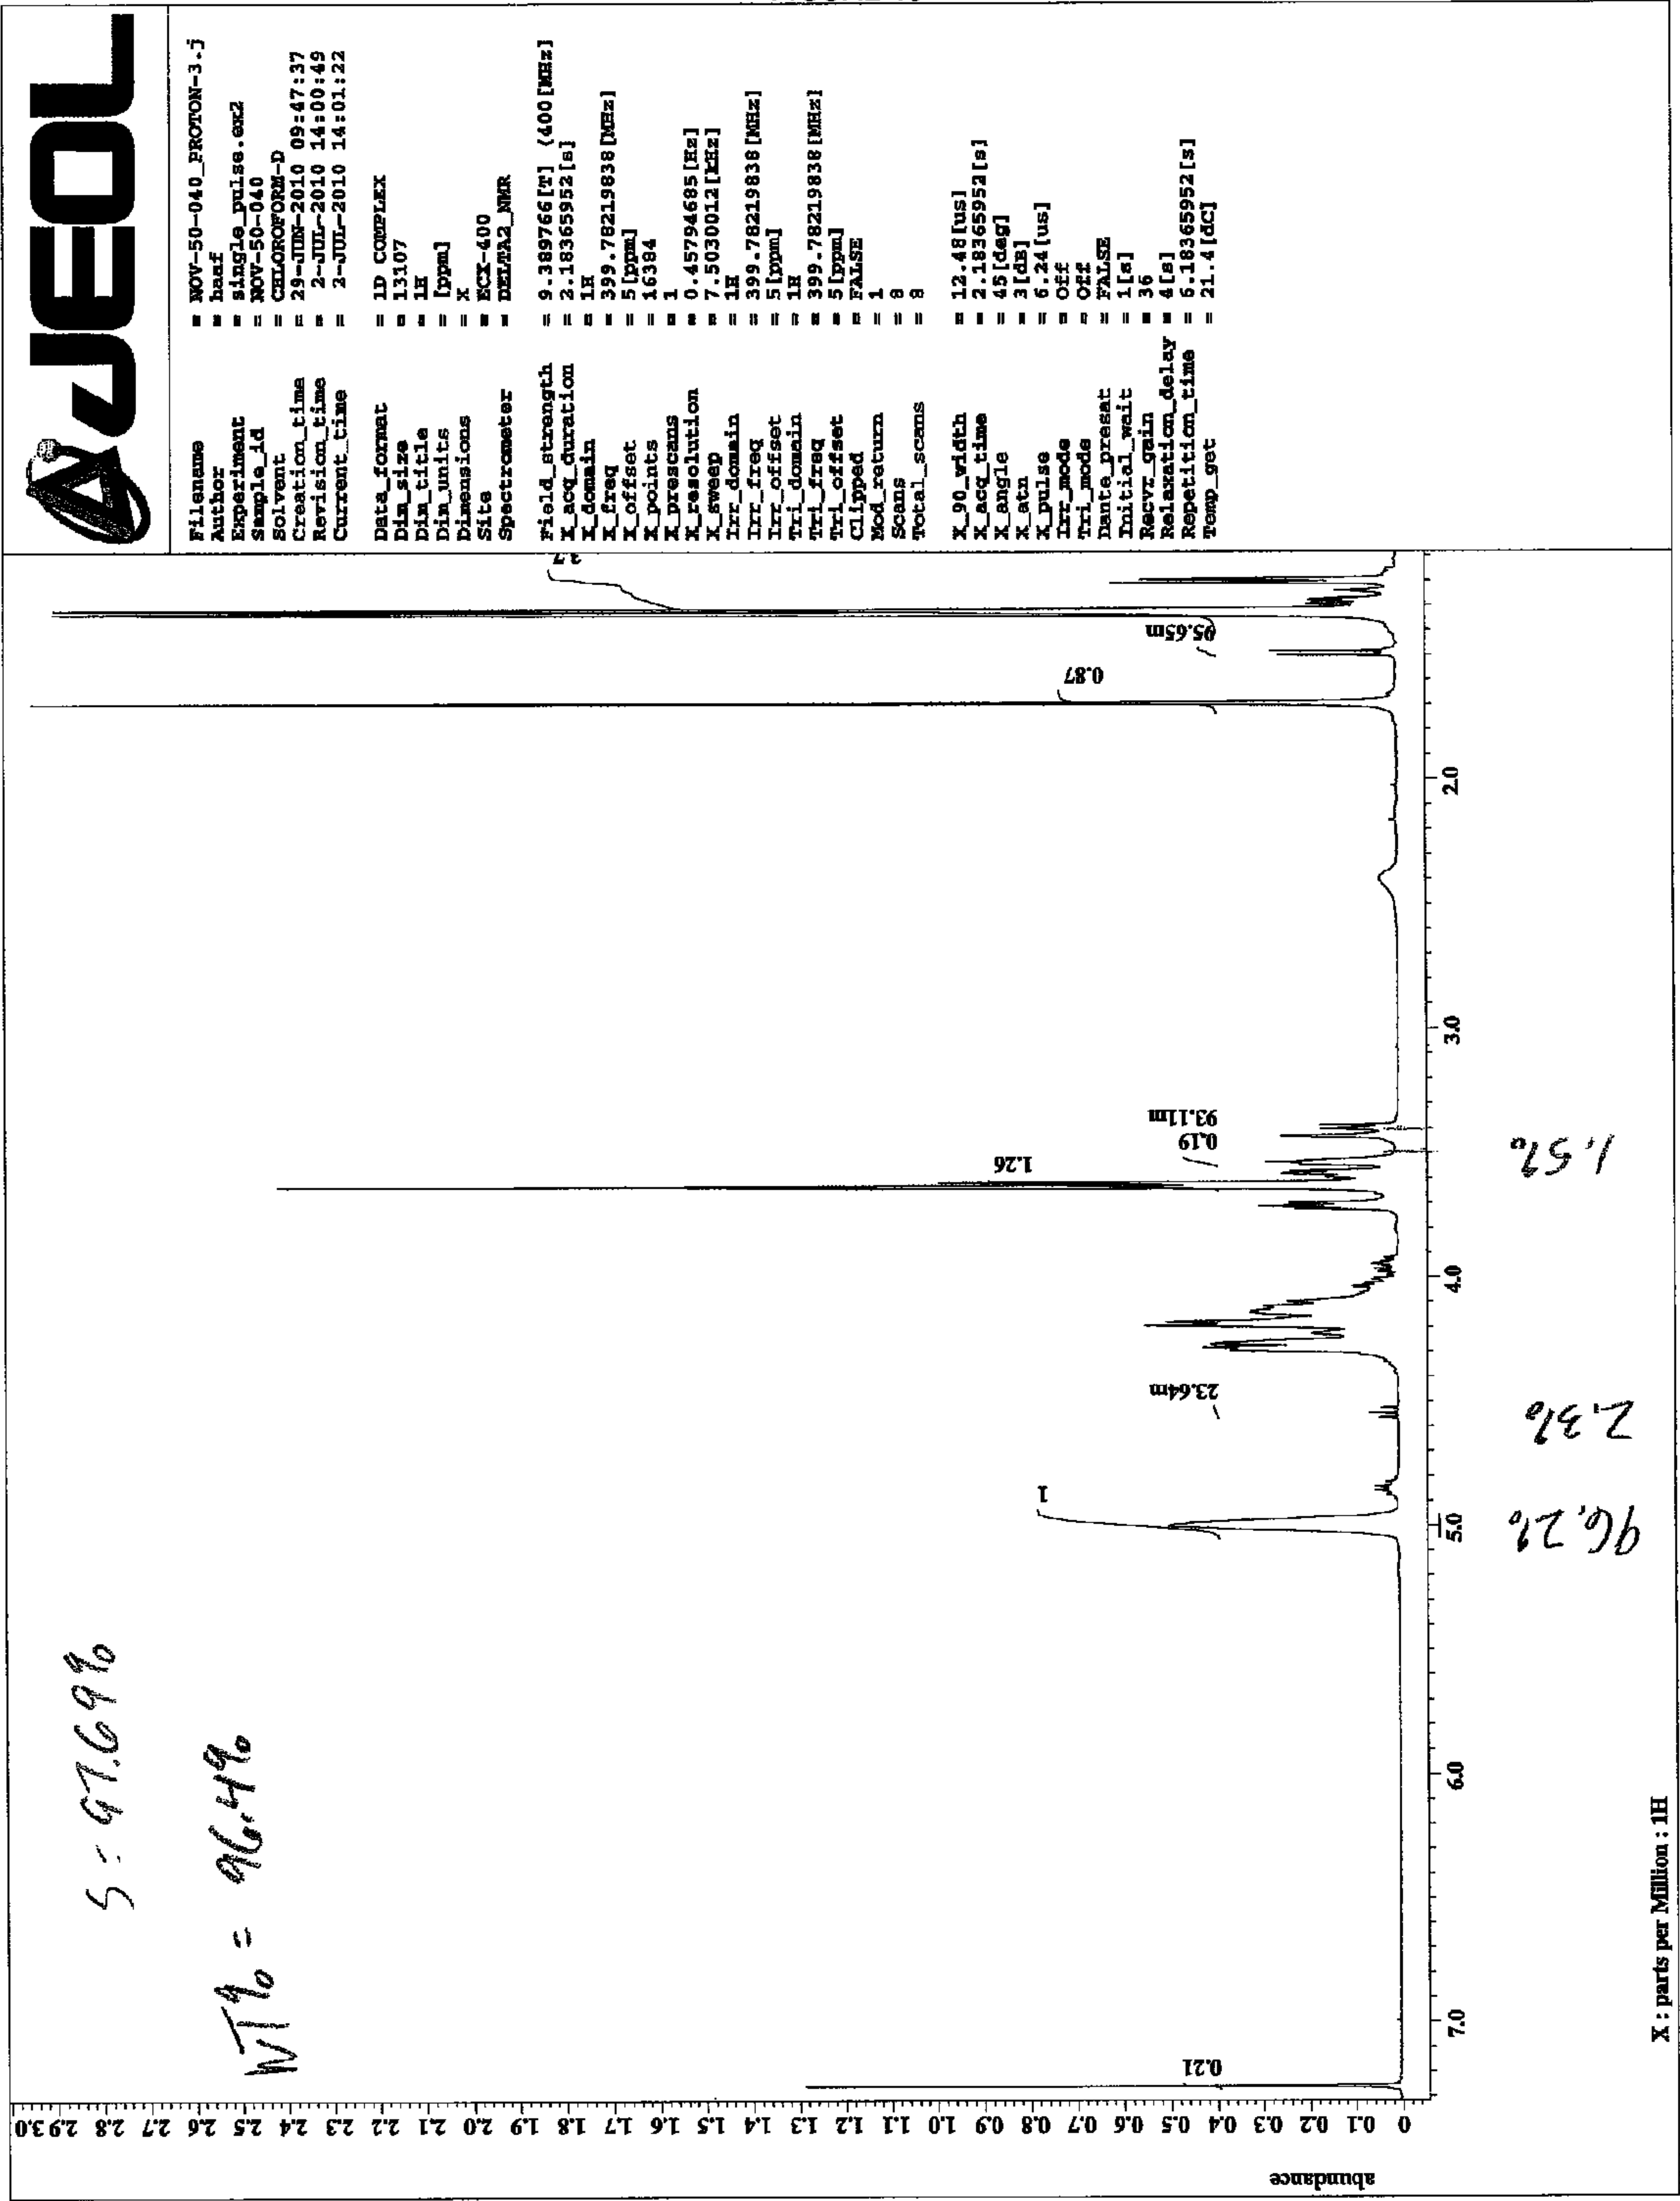 JEOL
Filename = NOV-50-040_PROTON-3.j
Author = haaf
Experiment = single_pulse.ex2
Sample_id = NOV-50-040
Solvent = CHLOROFORM-D
Creation_time = 29-JUN-2010 09:47:37
Revision_time = 2-JUL-2010 14:00:49
Current_time = 2-JUL-2010 14:01:22
Data_format = 1D COMPLEX
Dim_size = 13107
Dim_title = 1H
Dim_units = [ppm]
Dimensions = X
Site = ECX-400
Spectrometer = DELTA2_NMR
Field_strength = 9.389766[T] (400[MHz]
X_acq_duration = 2.18365952[s]
X_domain = 1H
X_freq = 399.78219838[MHz]
X_offset = 5[ppm]
X_points = 16384
X_prescans = 1
X_resolution = 0.45794685[Hz]
X_sweep = 7.5030012[kHz]
Irr_domain = 1H
Irr_freq = 399.78219838[MHz]
Irr_offset = 5[ppm]
Tri_domain = 1H
Tri_freq = 399.78219838[MHz]
Tri_offset = 5[ppm]
Clipped = FALSE
Mod_return = 1
Scans = 8
Total_scans = 8
X_90_width = 12.48[us]
X_acq_time = 2.18365952[s]
X_angle = 45[deg]
X_atn = 3[dB]
X_pulse = 6.24[us]
Irr_mode = Off
Tri_mode = Off
Dante_presat = FALSE
Initial_wait = 1[s]
Recvr_gain = 36
Relaxation_delay = 4[s]
Repetition_time = 6.18365952[s]
Temp_get = 21.4[dC]
S = 97.69%
WT% = 96.4%
abundance
3.0
2.9
2.8
2.7
2.6
2.5
2.4
2.3
2.2
2.1
2.0
1.9
1.8
1.7
1.6
1.5
1.4
1.3
1.2
1.1
1.0
0.9
0.8
0.7
0.6
0.5
0.4
0.3
0.2
0.1
0
0.21
1
23.64m
1.26
0.19
93.11m
0.87
95.65m
7.0 6.0 5.0 4.0 3.0 2.0
96.2% 2.3% 1.5%
X : parts per Million : 1H